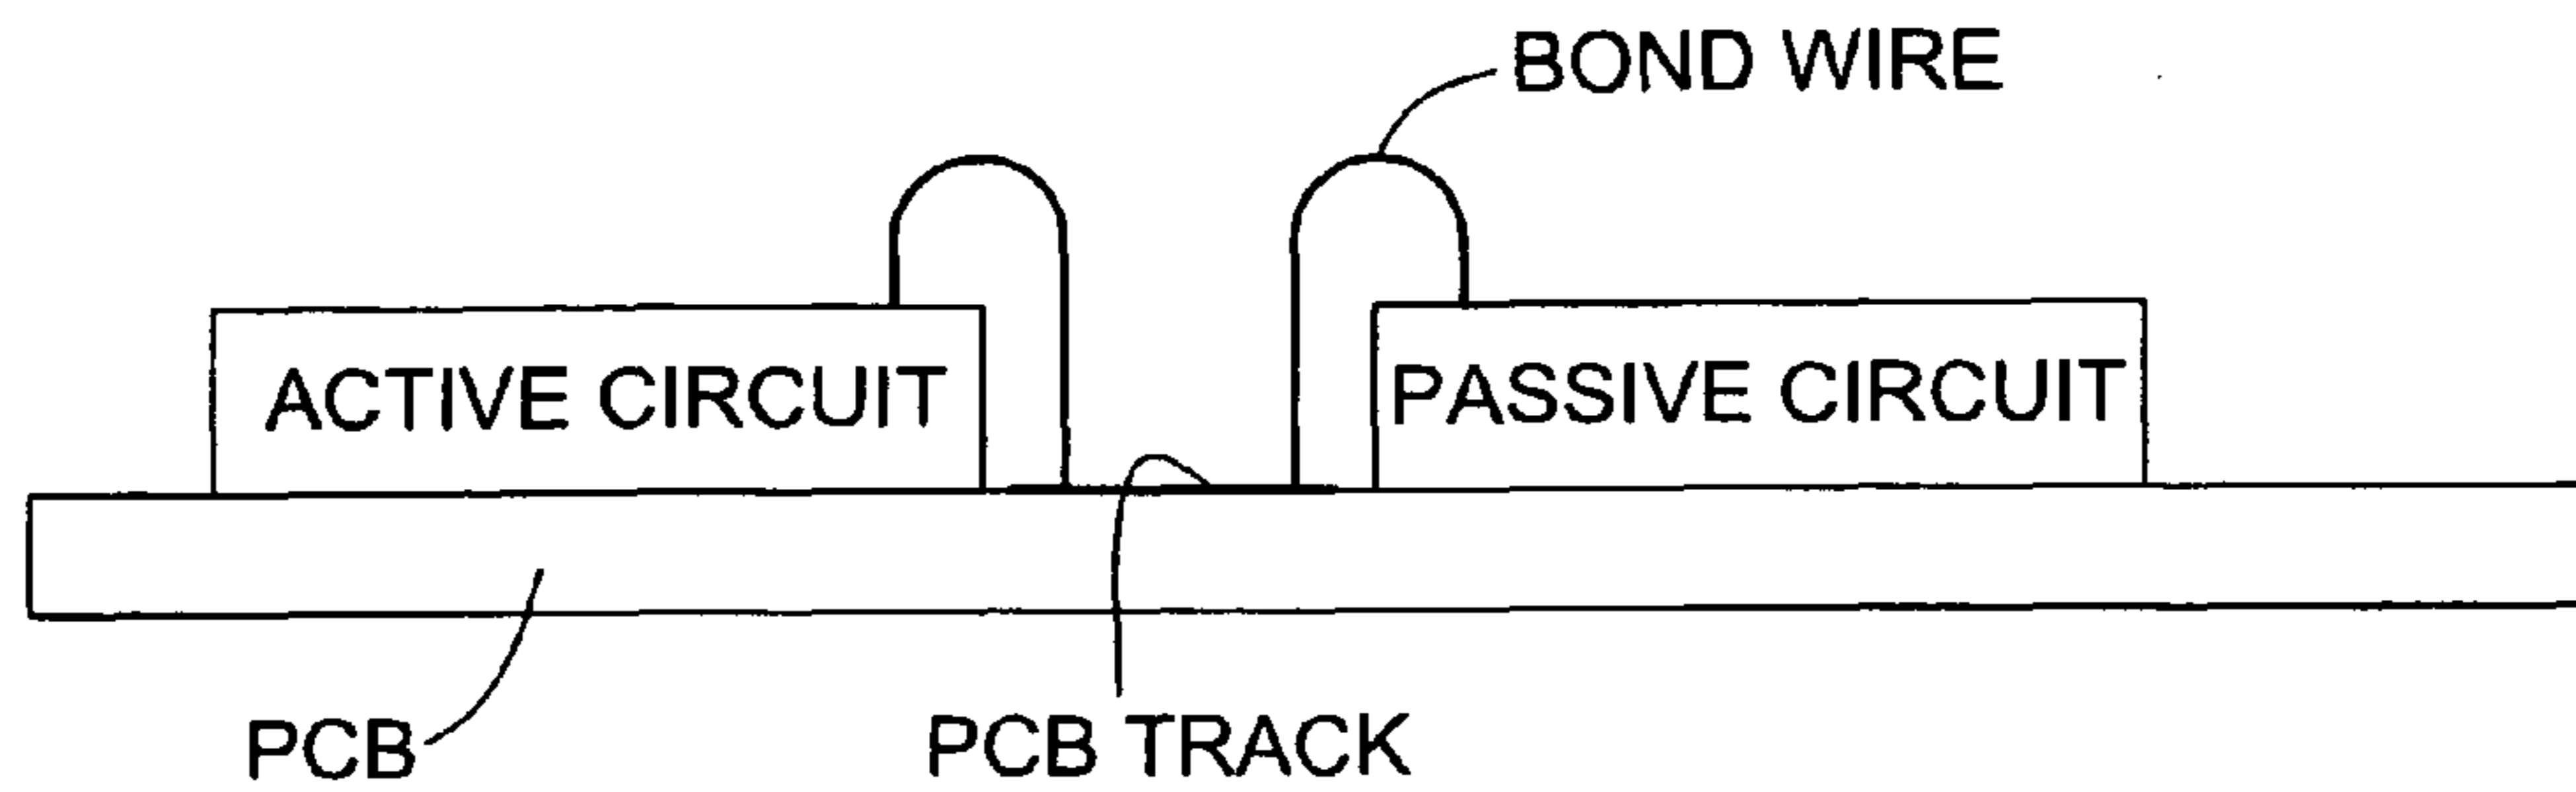 BOND WIRE
ACTIVE CIRCUIT
PASSIVE CIRCUIT
PCB
PCB TRACK